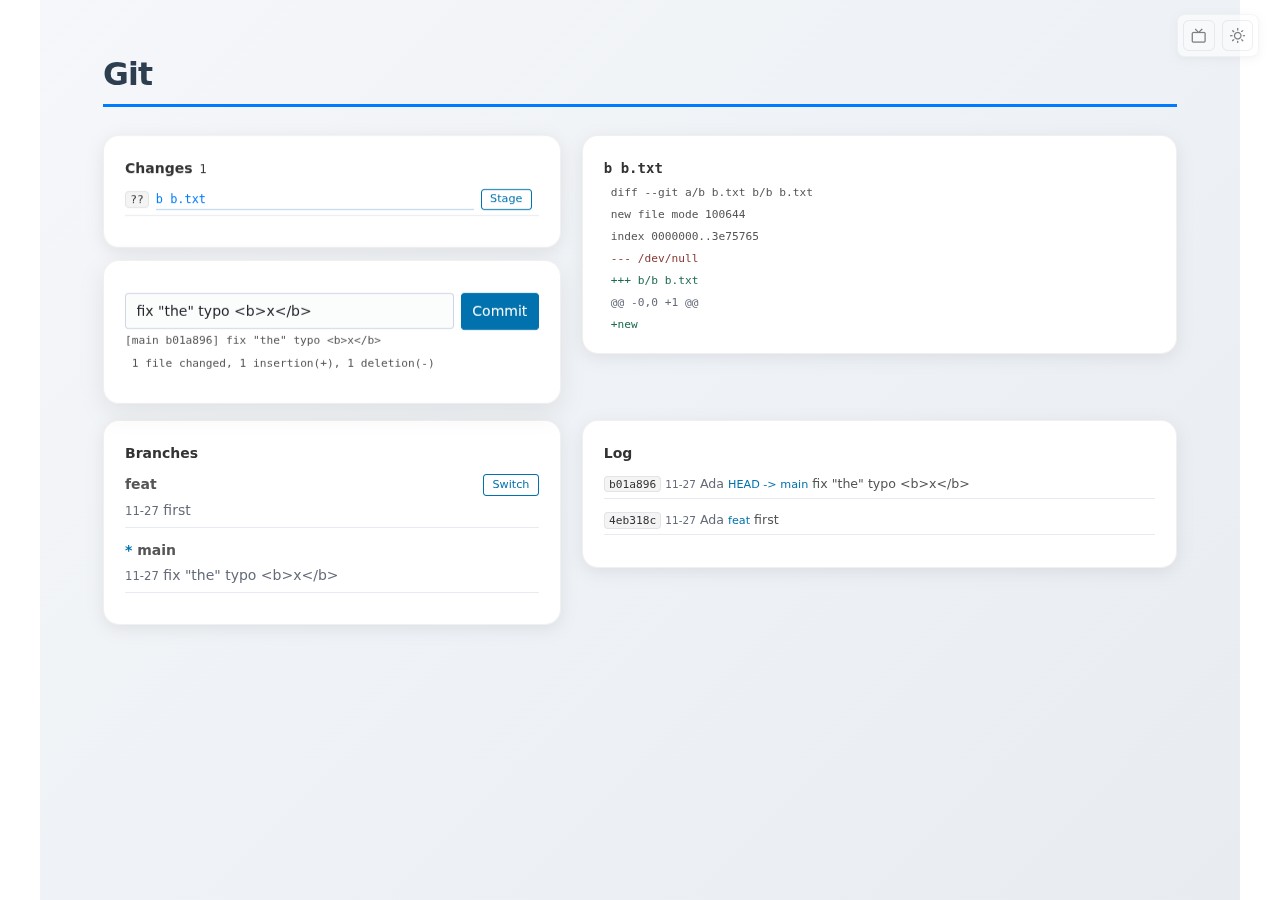 Git
Changes 1
?? b b.txt Stage
fix "the" typo <b>x</b> Commit
[main b01a896] fix "the" typo <b>x</b>
1 file changed, 1 insertion(+), 1 deletion(-)
b b.txt
diff --git a/b b.txt b/b b.txt
new file mode 100644
index 0000000..3e75765
--- /dev/null
+++ b/b b.txt
@@ -0,0 +1 @@
+new
Branches
feat Switch
11-27 first
* main
11-27 fix "the" typo <b>x</b>
Log
b01a896 11-27 Ada HEAD -> main fix "the" typo <b>x</b>
4eb318c 11-27 Ada feat first